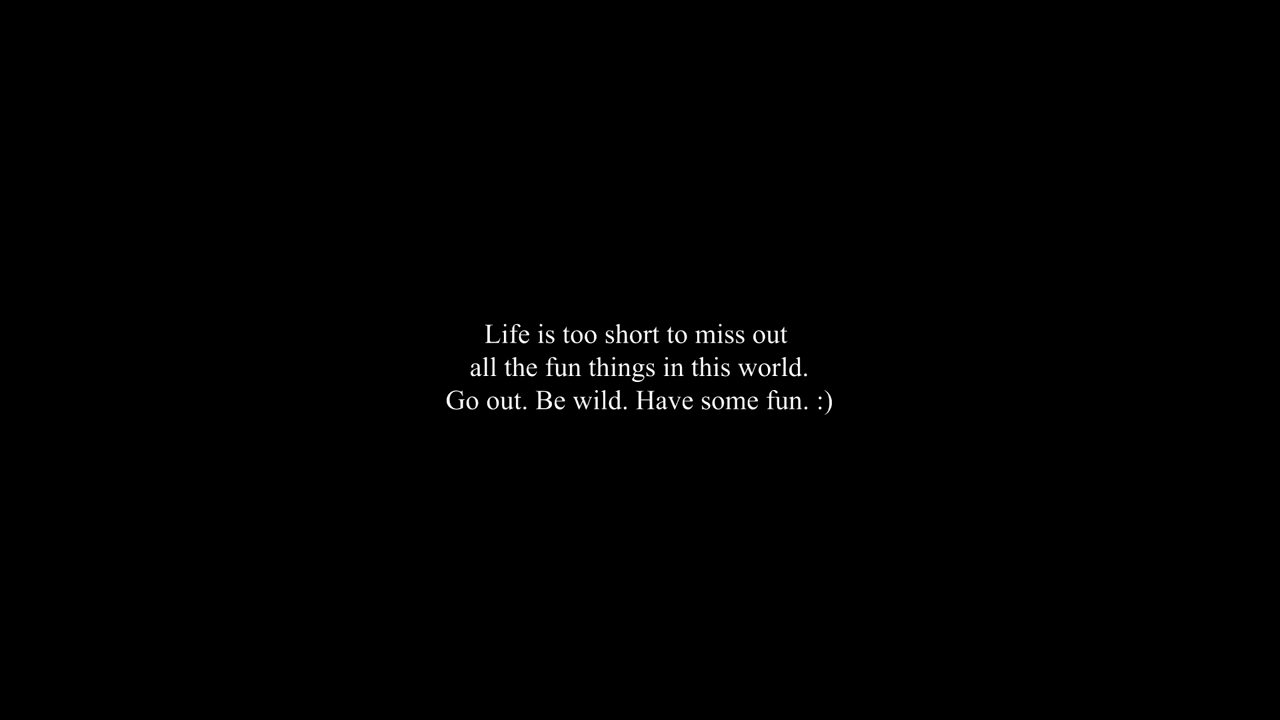 Life is too short to miss out
all the fun things in this world.
Go out. Be wild. Have some fun. :)